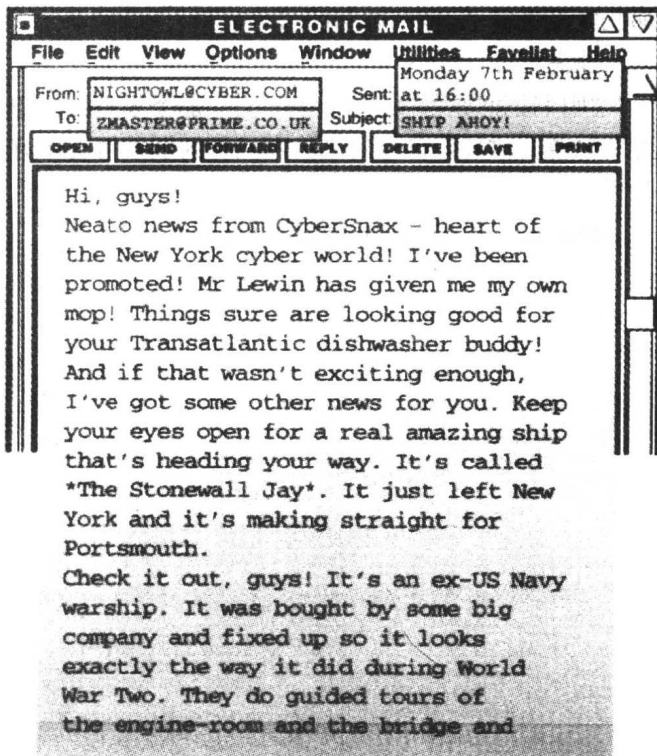 ELECTRONIC MAIL
File Edit View Options Window Utilities Favelist Help
From: NIGHTOWL@CYBER.COM Sent: Monday 7th February
at 16:00
To: ZMASTER@PRIME.CO.UK Subject: SHIP AHOY!
OPEN SEND FORWARD REPLY DELETE SAVE PRINT
Hi, guys!
Neato news from CyberSnax – heart of
the New York cyber world! I've been
promoted! Mr Lewin has given me my own
mop! Things sure are looking good for
your Transatlantic dishwasher buddy!
And if that wasn't exciting enough,
I've got some other news for you. Keep
your eyes open for a real amazing ship
that's heading your way. It's called
*The Stonewall Jay*. It just left New
York and it's making straight for
Portsmouth.
Check it out, guys! It's an ex-US Navy
warship. It was bought by some big
company and fixed up so it looks
exactly the way it did during World
War Two. They do guided tours of
the engine-room and the bridge and